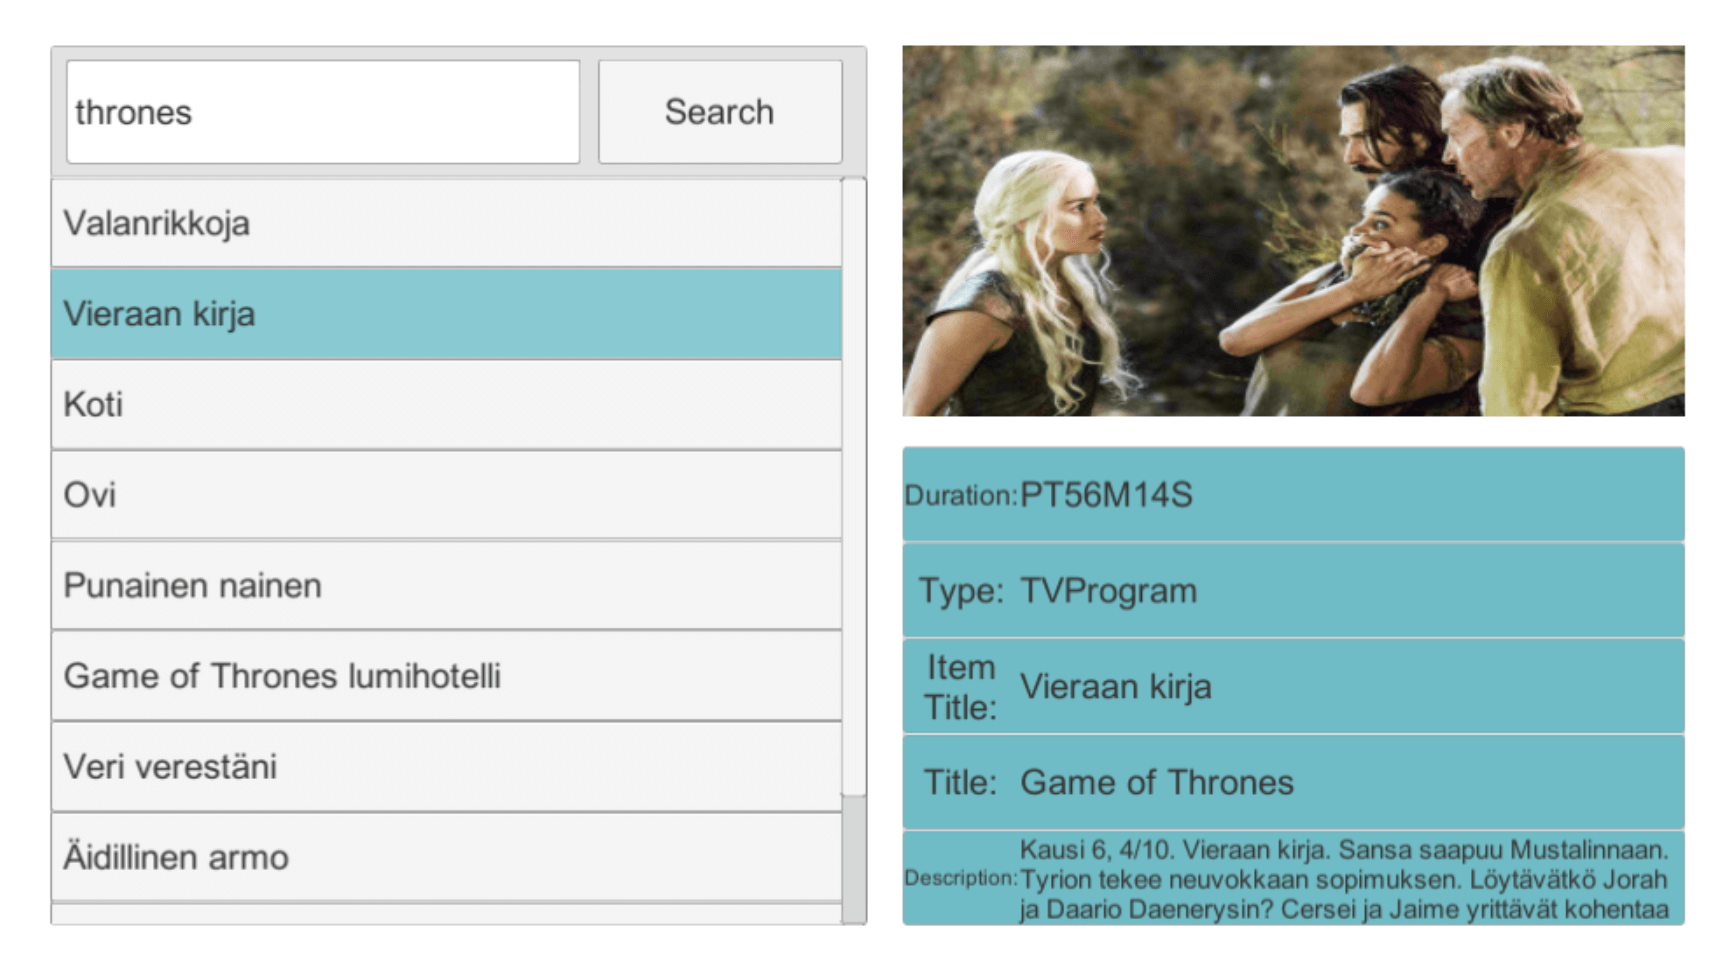 thrones
Search
Valanrikkoja
Vieraan kirja
Koti
Ovi
Punainen nainen
Game of Thrones lumihotelli
Veri verestäni
Äidillinen armo
Duration: PT56M14S
Type: TVProgram
Item Title: Vieraan kirja
Title: Game of Thrones
Description: Kausi 6, 4/10. Vieraan kirja. Sansa saapuu Mustalinnaan.
Tyrion tekee neuvokkaan sopimuksen. Löytävätkö Jorah
ja Daario Daenerysin? Cersei ja Jaime yrittävät kohentaa